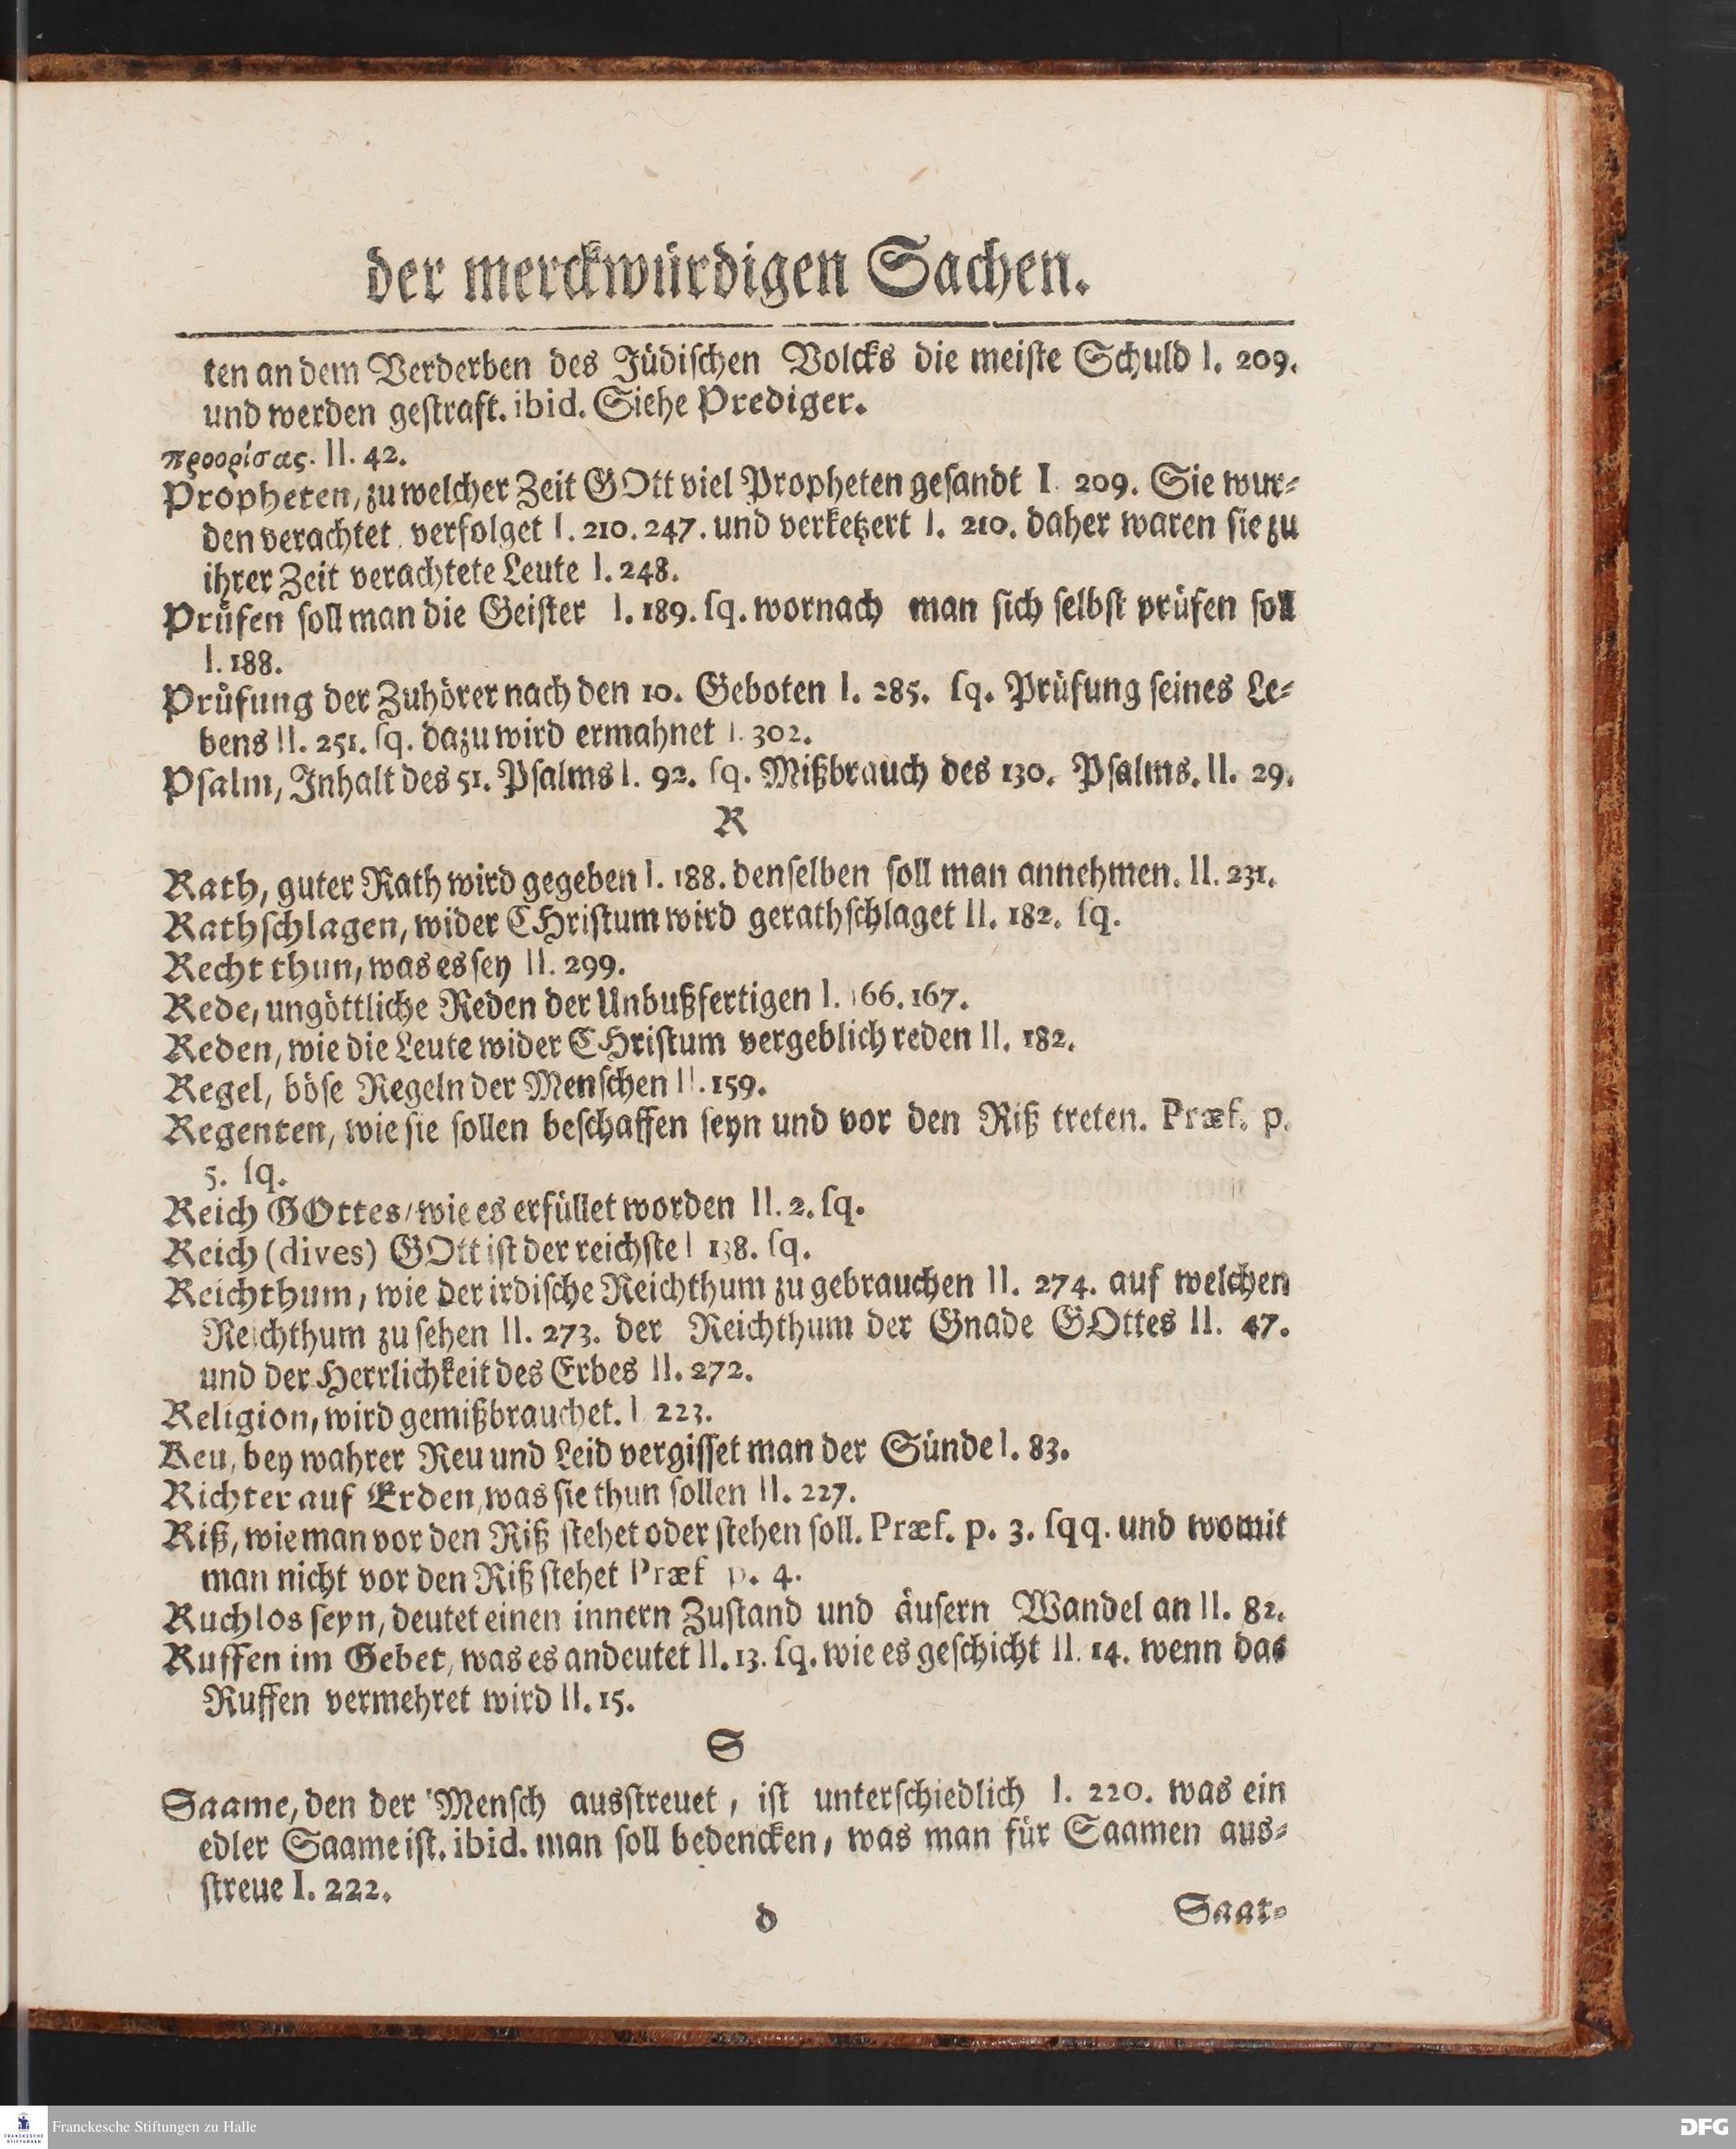 der merckwürdigen Sachen.
ten an dem Verderben des Jüdiſchen Volcks die meiſte Schuld I. 209.
und werden geſtraft. ibid. Siehe Prediger.
προορίσας. II. 42.
Propheten, zu welcher Zeit GOtt viel Propheten geſandt I 209. Sie wur-
den verachtet verfolget I. 210. 247. und verketzert I. 210. daher waren ſie zu
ihrer Zeit verachtete Leute I. 248.
Prüfen ſoll man die Geiſter I. 189. ſq. wornach man ſich ſelbſt prüfen ſoll
I. 188.
Prüfung der Zuhörer nach den 10. Geboten I. 285. ſq. Prüfung ſeines Le-
bens II. 251. ſq. dazu wird ermahnet I. 302.
Pſalm, Inhalt des 51. Pſalms I. 92. ſq. Mißbrauch des 130. Pſalms. II. 29.
R
Rath, guter Rath wird gegeben I. 188. denſelben ſoll man annehmen. II. 231.
Rathſchlagen, wider CHriſtum wird gerathſchlaget II. 182. ſq.
Recht thun, was es ſey II. 299.
Rede, ungöttliche Reden der Unbußfertigen I. 166. 167.
Reden, wie die Leute wider CHriſtum vergeblich reden II. 182.
Regel, böſe Regeln der Menſchen II. 159.
Regenten, wie ſie ſollen beſchaffen ſeyn und vor den Riß treten. Præf. p.
5. ſq.
Reich GOttes/ wie es erfüllet worden II. 2. ſq.
Reich (dives) GOtt iſt der reichſte I 138. ſq.
Reichthum, wie der irdiſche Reichthum zu gebrauchen II. 274. auf welchen
Reichthum zu ſehen II. 273. der Reichthum der Gnade GOttes II. 47.
und der Herrlichkeit des Erbes II. 272.
Religion, wird gemißbrauchet. I 223.
Reu, bey wahrer Reu und Leid vergiſſet man der Sünde I. 83.
Richter auf Erden, was ſie thun ſollen II. 227.
Riß, wie man vor den Riß ſtehet oder ſtehen ſoll. Præf. p. 3. ſqq. und womit
man nicht vor den Riß ſtehet Præf p. 4.
Ruchlos ſeyn, deutet einen innern Zuſtand und äuſern Wandel an II. 82.
Ruffen im Gebet, was es andeutet II. 13. ſq. wie es geſchicht II. 14. wenn das
Ruffen vermehret wird II. 15.
S
Saame, den der Menſch ausſtreuet, iſt unterſchiedlich I. 220. was ein
edler Saame iſt. ibid. man ſoll bedencken, was man für Saamen aus-
ſtreue I. 222.
d Saat-
FRANCKESCHE STIFTUNGEN
Franckesche Stiftungen zu Halle
DFG